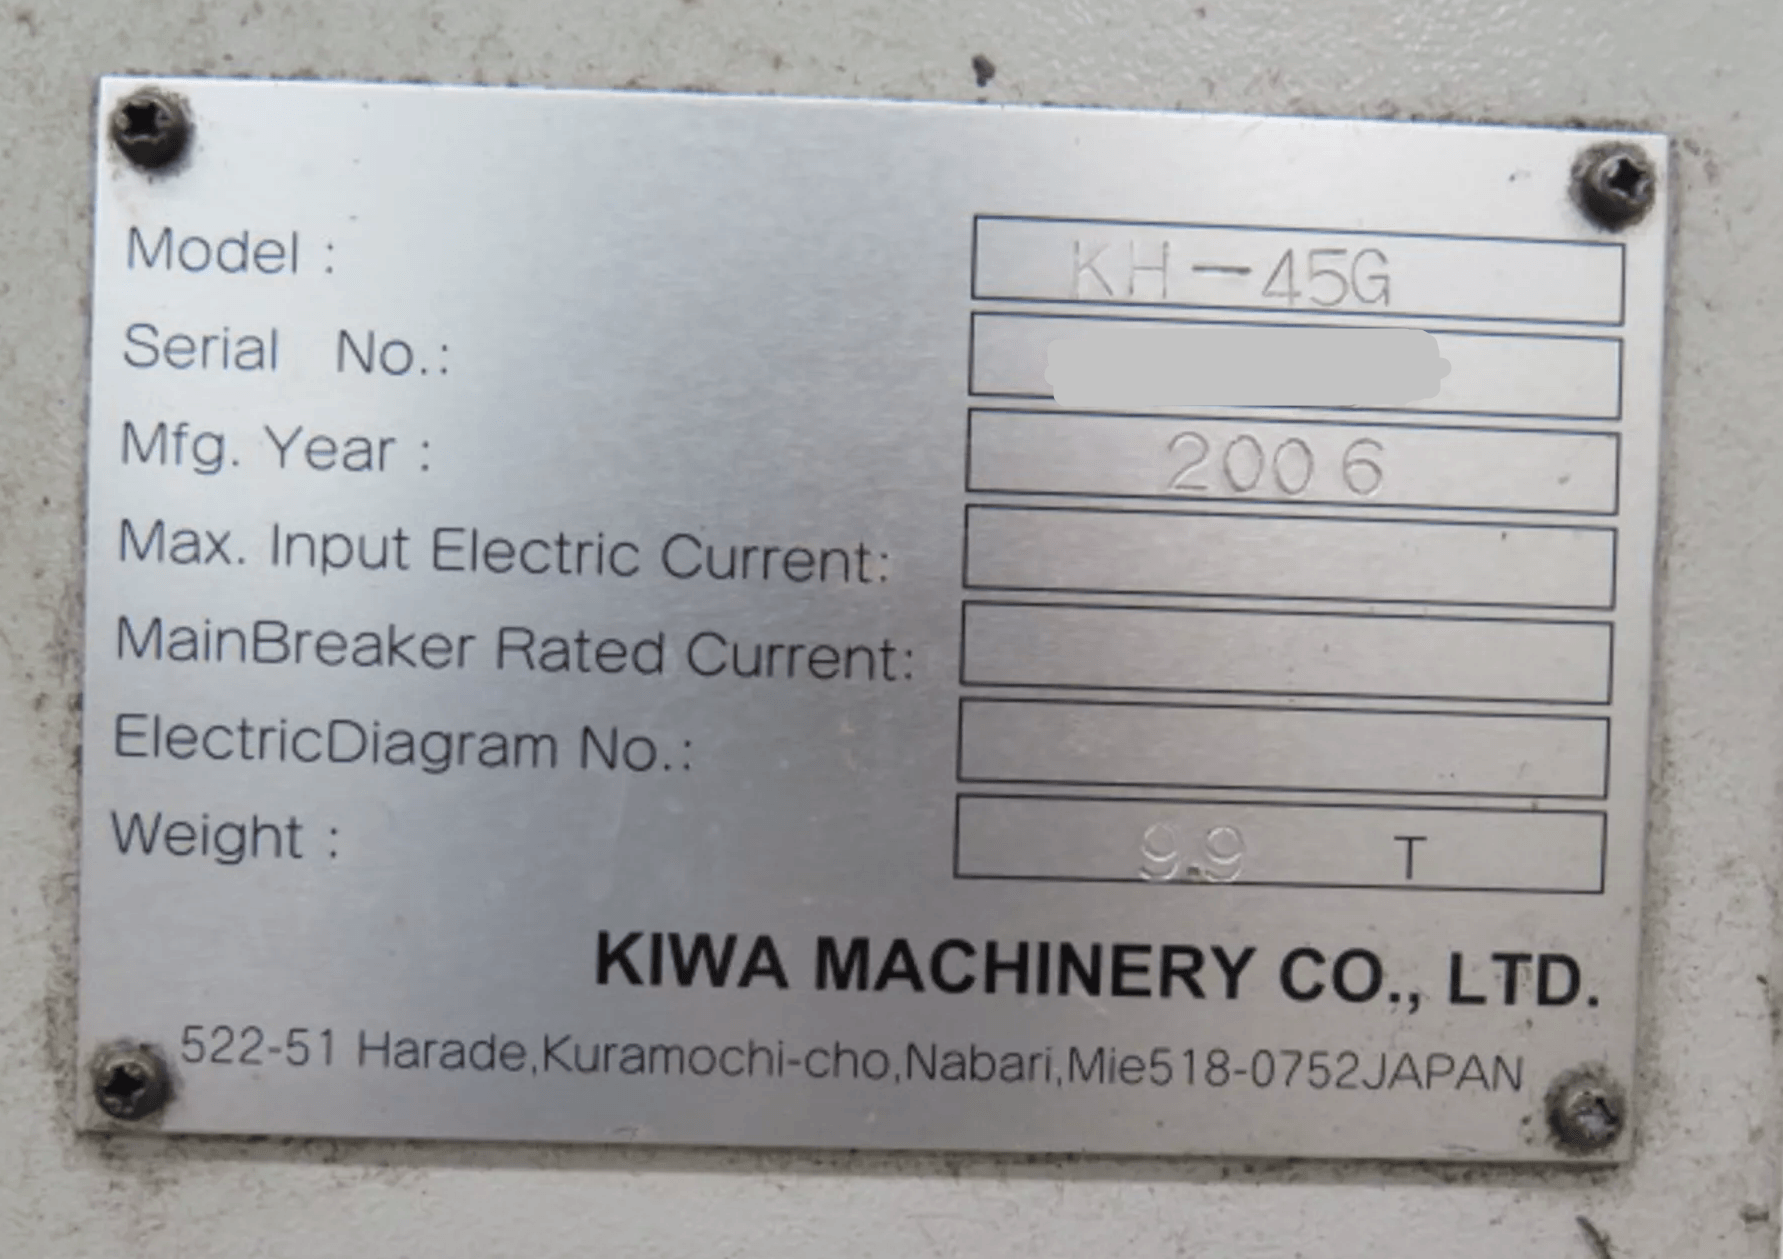 Model : KH-45G
Serial No.:
Mfg. Year : 2006
Max. Input Electric Current:
MainBreaker Rated Current:
ElectricDiagram No.:
Weight : 9.9 T
KIWA MACHINERY CO., LTD.
522-51 Harade,Kuramochi-cho,Nabari,Mie518-0752JAPAN